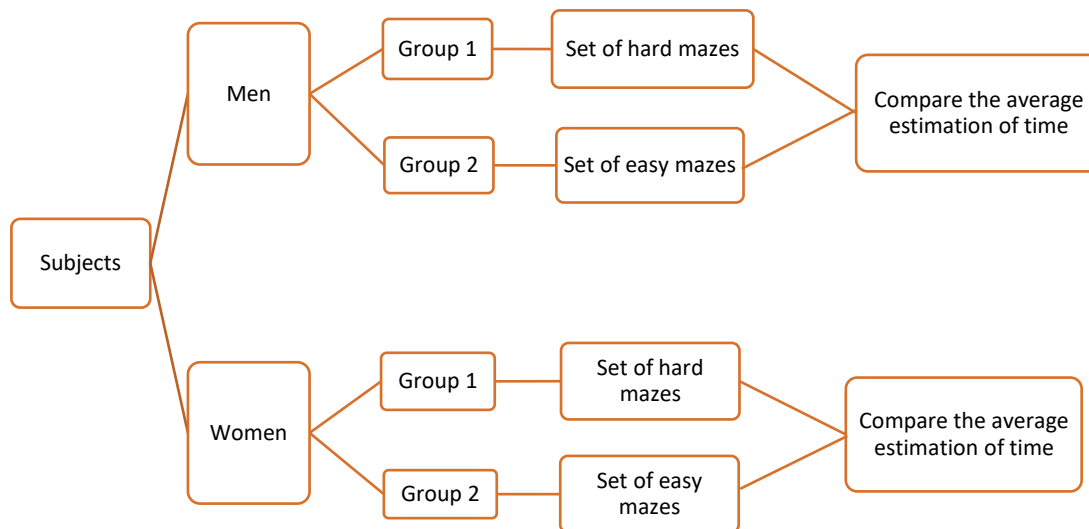 Subjects
Men
Group 1
Set of hard mazes
Group 2
Set of easy mazes
Compare the average
estimation of time
Women
Group 1
Set of hard
mazes
Group 2
Set of easy
mazes
Compare the average
estimation of time